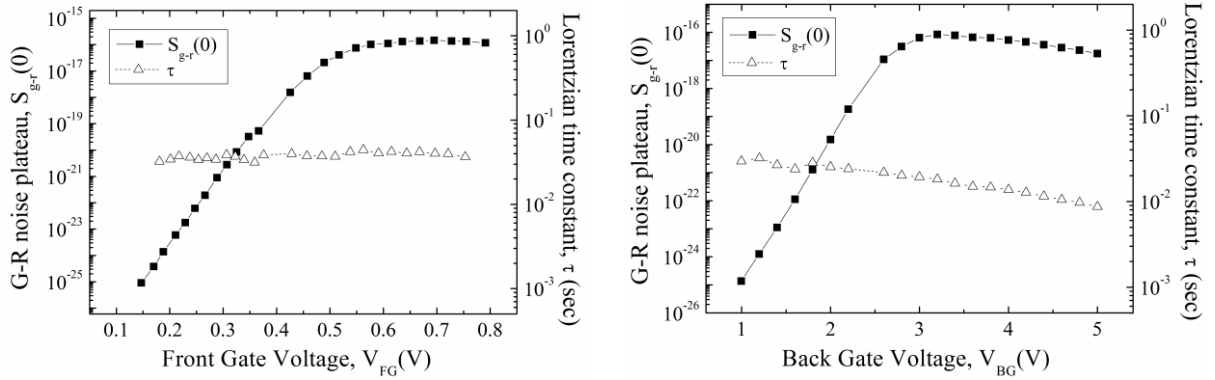 G-R noise plateau, S_g-r(0)
10^-15
10^-17
10^-19
10^-21
10^-23
10^-25
S_g-r(0)
τ
10^0
10^-1
10^-2
10^-3
Lorentzian time constant, τ (sec)
0.1 0.2 0.3 0.4 0.5 0.6 0.7 0.8
Front Gate Voltage, V_FG(V)
G-R noise plateau, S_g-r(0)
10^-16
10^-18
10^-20
10^-22
10^-24
10^-26
S_g-r(0)
τ
10^0
10^-1
10^-2
10^-3
Lorentzian time constant, τ (sec)
1 2 3 4 5
Back Gate Voltage, V_BG(V)